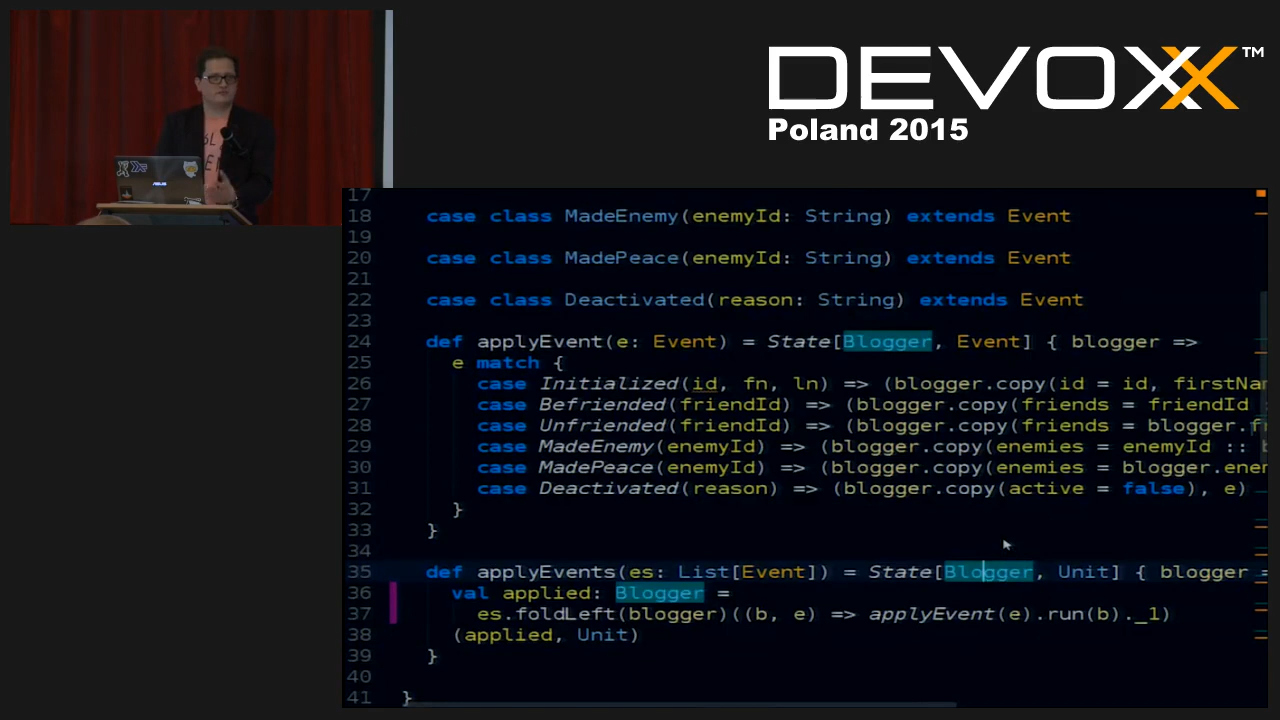 DEVOXX™
Poland 2015
17
18 case class MadeEnemy(enemyId: String) extends Event
19
20 case class MadePeace(enemyId: String) extends Event
21
22 case class Deactivated(reason: String) extends Event
23
24 def applyEvent(e: Event) = State[Blogger, Event] { blogger =>
25 e match {
26 case Initialized(id, fn, ln) => (blogger.copy(id = id, firstNa
27 case Befriended(friendId) => (blogger.copy(friends = friendId
28 case Unfriended(friendId) => (blogger.copy(friends = blogger.fr
29 case MadeEnemy(enemyId) => (blogger.copy(enemies = enemyId ::
30 case MadePeace(enemyId) => (blogger.copy(enemies = blogger.enem
31 case Deactivated(reason) => (blogger.copy(active = false), e)
32 }
33 }
34
35 def applyEvents(es: List[Event]) = State[Blogger, Unit] { blogger =
36 val applied: Blogger =
37 es.foldLeft(blogger)((b, e) => applyEvent(e).run(b)._1)
38 (applied, Unit)
39 }
40
41 }